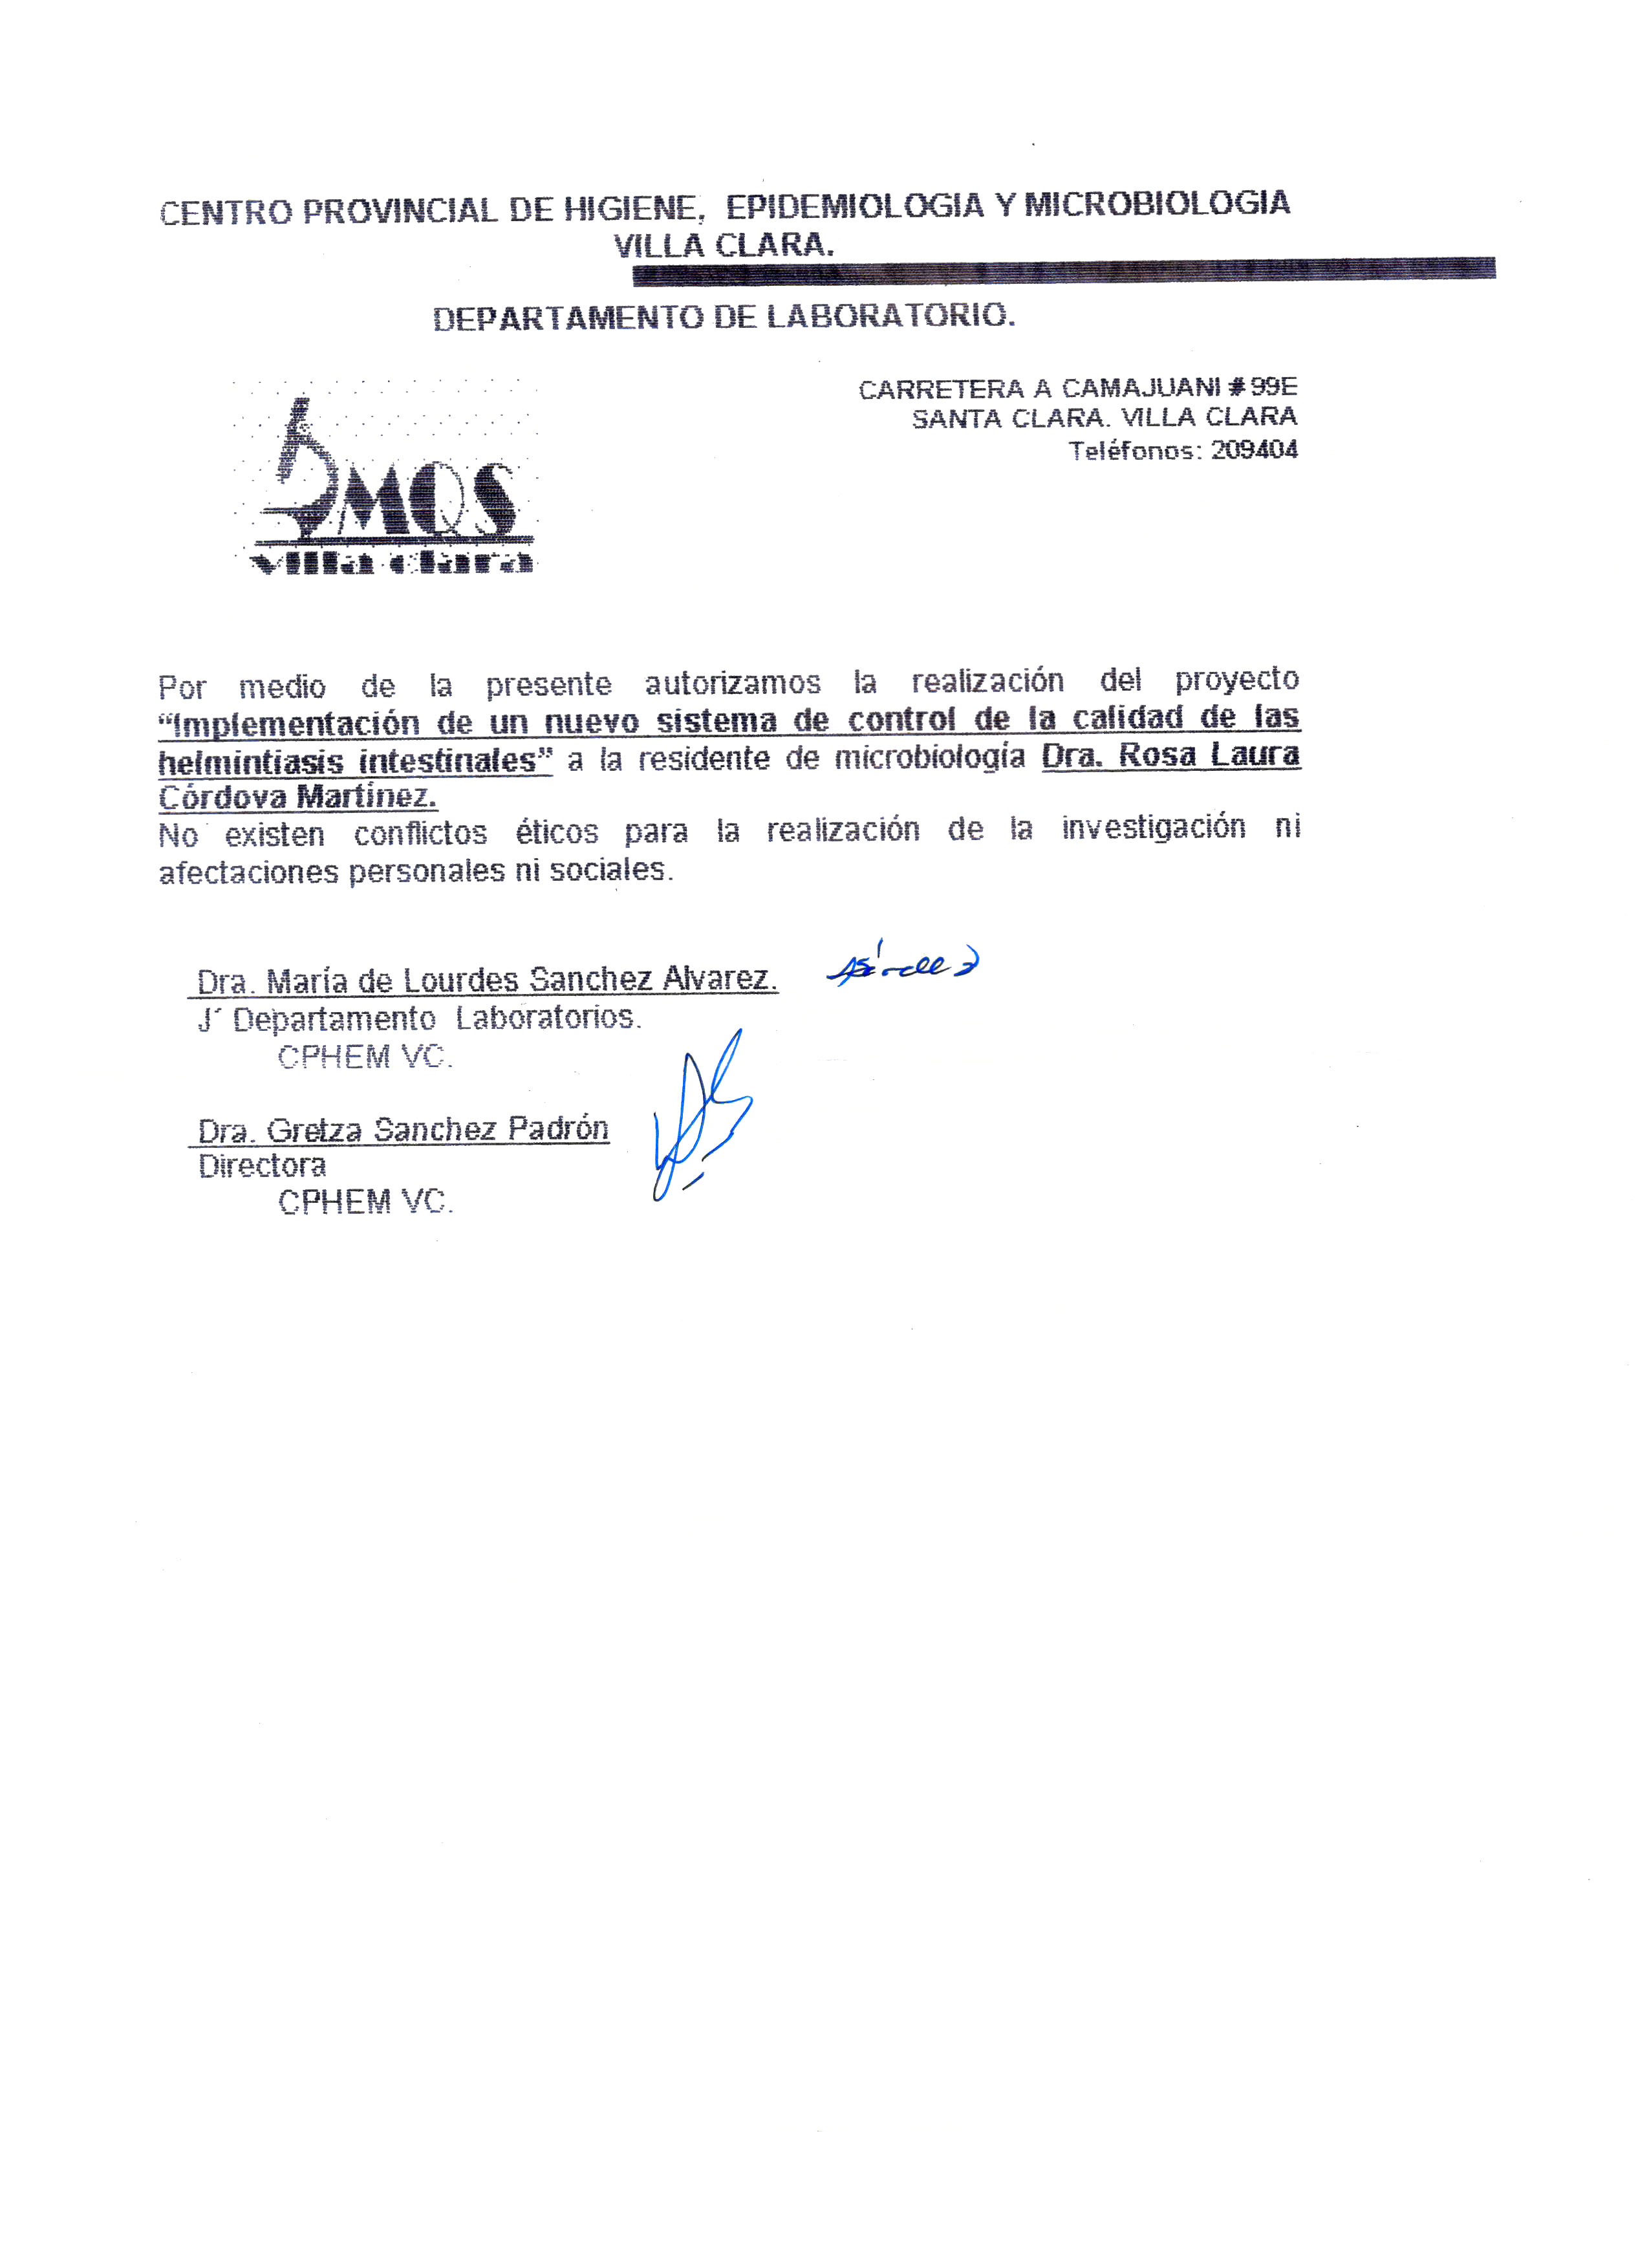 CENTRO PROVINCIAL DE HIGIENE, EPIDEMIOLOGIA Y MICROBIOLOGIA
VILLA CLARA.
DEPARTAMENTO DE LABORATORIO.
CARRETERA A CAMAJUANI # 99E
SANTA CLARA. VILLA CLARA
Teléfonos: 209404
MQS
villa clara
Por medio de la presente autorizamos la realización del proyecto
“Implementación de un nuevo sistema de control de la calidad de las
helmintiasis intestinales” a la residente de microbiología Dra. Rosa Laura
Córdova Martínez.
No existen conflictos éticos para la realización de la investigación ni
afectaciones personales ni sociales.
Dra. María de Lourdes Sanchez Alvarez.
J´ Departamento Laboratorios.
CPHEM VC.
Dra. Gretza Sanchez Padrón
Directora
CPHEM VC.